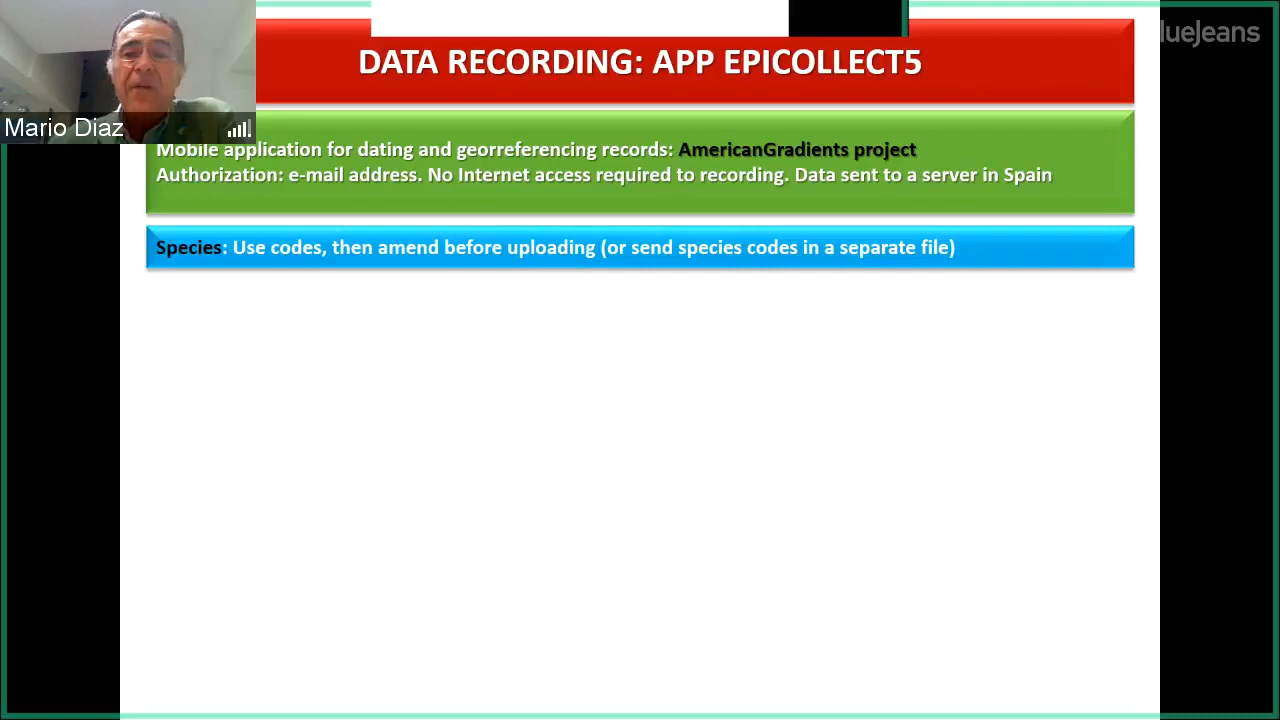 lueJeans
DATA RECORDING: APP EPICOLLECT5
Mario Diaz
Mobile application for dating and georreferencing records: AmericanGradients project
Authorization: e-mail address. No Internet access required to recording. Data sent to a server in Spain
Species: Use codes, then amend before uploading (or send species codes in a separate file)